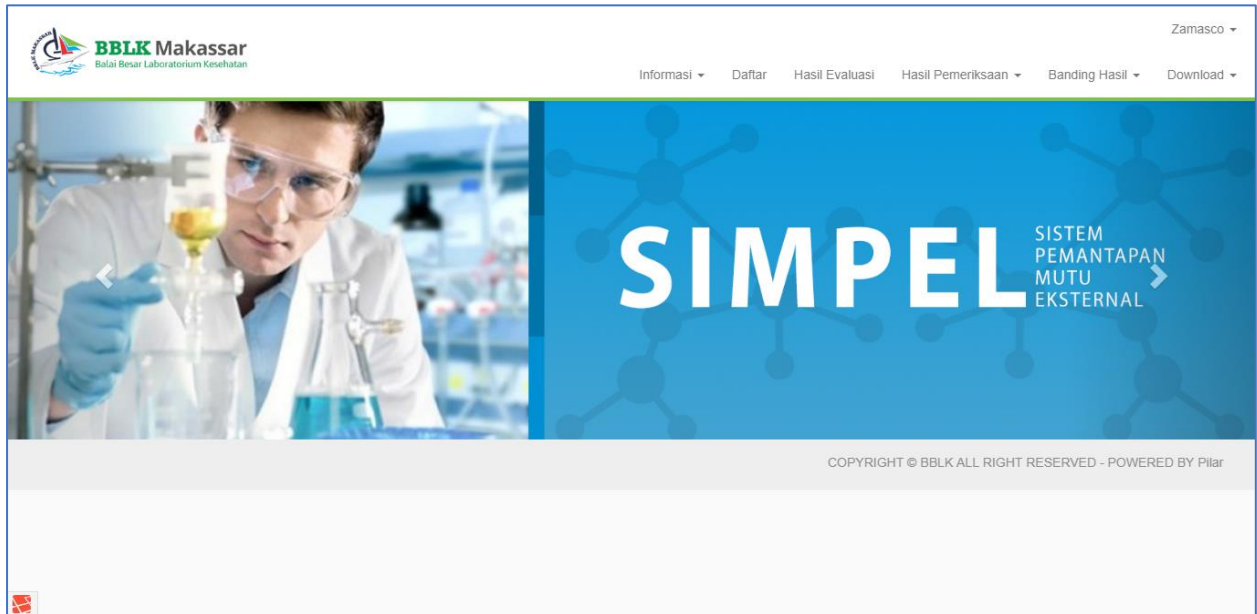 Zamasco
BBLK Makassar
Balai Besar Laboratorium Kesehatan
Informasi Daftar Hasil Evaluasi Hasil Pemeriksaan Banding Hasil Download
SIMPEL
SISTEM
PEMANTAPAN
MUTU
EKSTERNAL
COPYRIGHT © BBLK ALL RIGHT RESERVED - POWERED BY Pilar